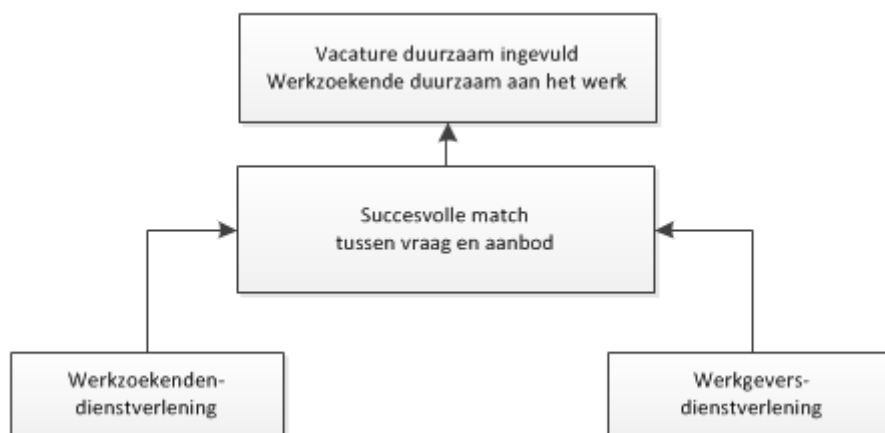 Vacature duurzaam ingevuld
Werkzoekende duurzaam aan het werk
Succesvolle match
tussen vraag en aanbod
Werkzoekenden-
dienstverlening
Werkgevers-
dienstverlening